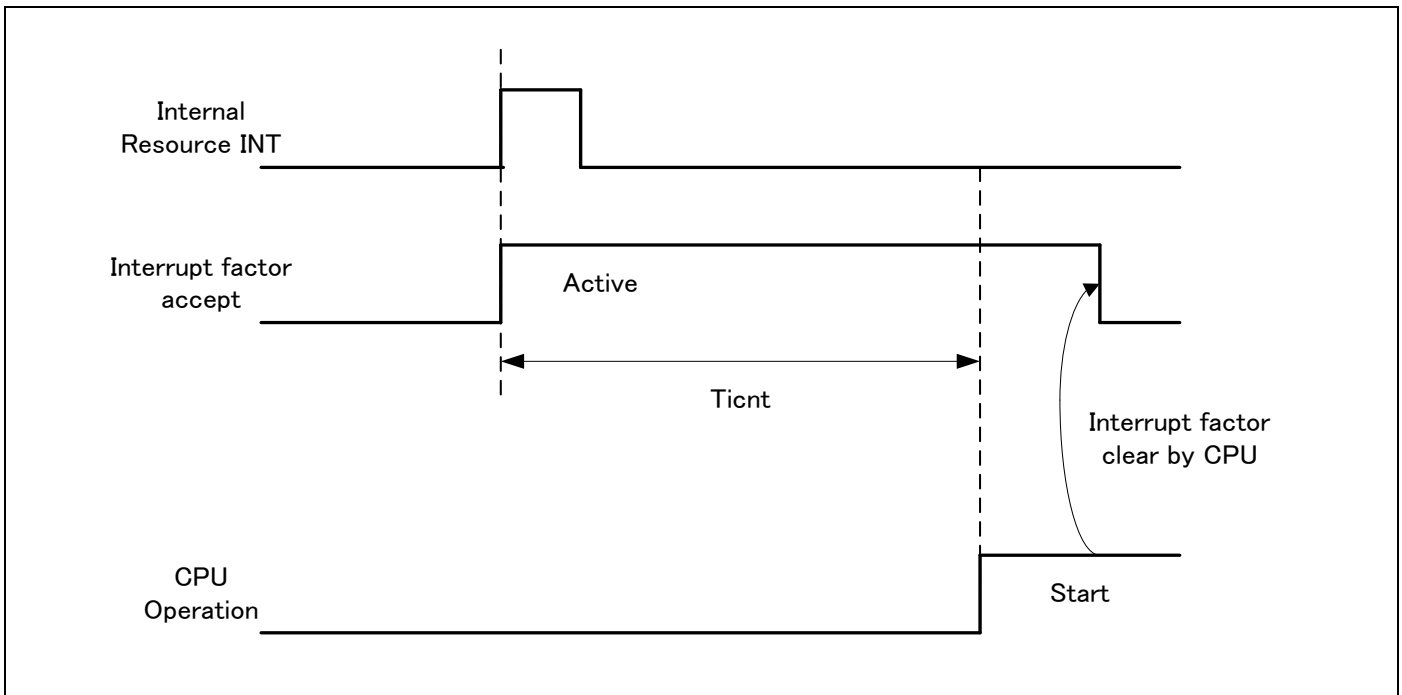 Internal
Resource INT
Interrupt factor
accept
Active
Ticnt
Interrupt factor
clear by CPU
CPU
Operation
Start